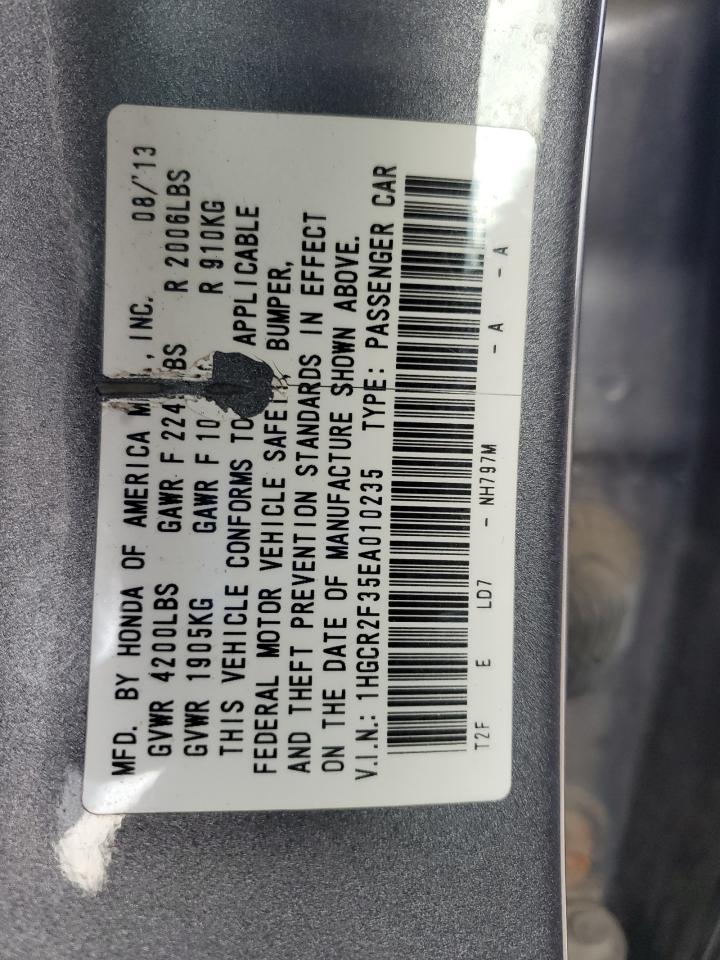 MFD. BY HONDA OF AMERICA M , INC. 08/'13
GVWR 4200LBS GAWR F 224 BS R 2006LBS
GVWR 1905KG GAWR F 10 R 910KG
THIS VEHICLE CONFORMS TO APPLICABLE
FEDERAL MOTOR VEHICLE SAFE BUMPER,
AND THEFT PREVENTION STANDARDS IN EFFECT
ON THE DATE OF MANUFACTURE SHOWN ABOVE.
V.I.N.: 1HGCR2F35EA010235 TYPE: PASSENGER CAR
T2F E LD7 - NH797M - A - A